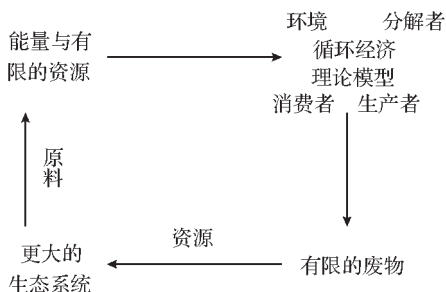 环境 分解者
能量与有
限的资源
循环经济
理论模型
消费者 生产者
原料
资源
更大的
生态系统
有限的废物